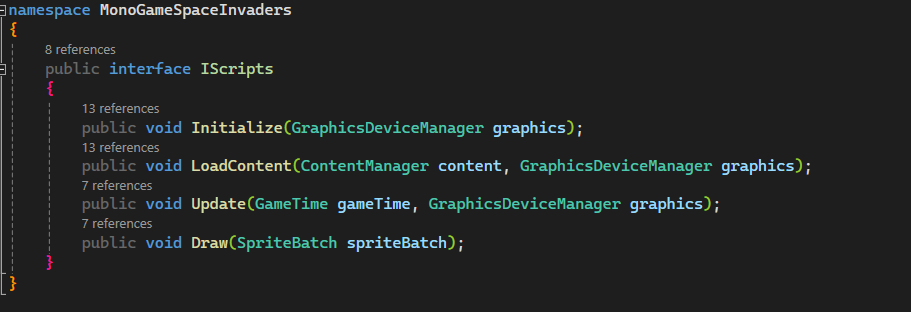 namespace MonoGameSpaceInvaders
{
8 references
public interface IScripts
{
13 references
public void Initialize(GraphicsDeviceManager graphics);
13 references
public void LoadContent(ContentManager content, GraphicsDeviceManager graphics);
7 references
public void Update(GameTime gameTime, GraphicsDeviceManager graphics);
7 references
public void Draw(SpriteBatch spriteBatch);
}
}